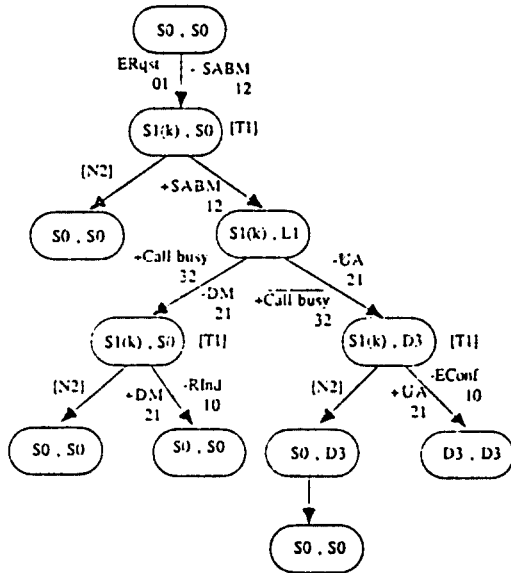 S0 , S0
ERqst - SABM
01 12
S1(k) , S0 [T1]
[N2] +SABM
12
S0 , S0 S1(k) , L1
+Call busy -UA
32 21
-DM +Call busy
21 32
S1(k) , S0 [T1] S1(k) , D3 [T1]
[N2] +DM -RInd [N2] +UA -EConf
21 10 21 10
S0 , S0 S0 , S0 S0 , D3 D3 , D3
S0 , S0